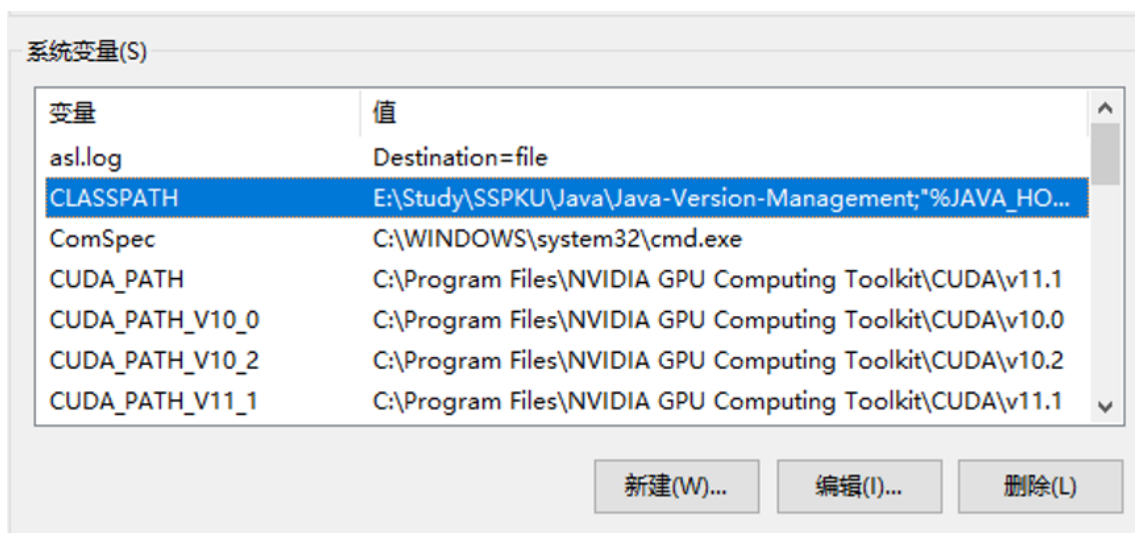 系统变量(S)
变量 值
asl.log Destination=file
CLASSPATH E:\Study\SSPKU\Java\Java-Version-Management;"%JAVA_HO...
ComSpec C:\WINDOWS\system32\cmd.exe
CUDA_PATH C:\Program Files\NVIDIA GPU Computing Toolkit\CUDA\v11.1
CUDA_PATH_V10_0 C:\Program Files\NVIDIA GPU Computing Toolkit\CUDA\v10.0
CUDA_PATH_V10_2 C:\Program Files\NVIDIA GPU Computing Toolkit\CUDA\v10.2
CUDA_PATH_V11_1 C:\Program Files\NVIDIA GPU Computing Toolkit\CUDA\v11.1
新建(W)... 编辑(I)... 删除(L)